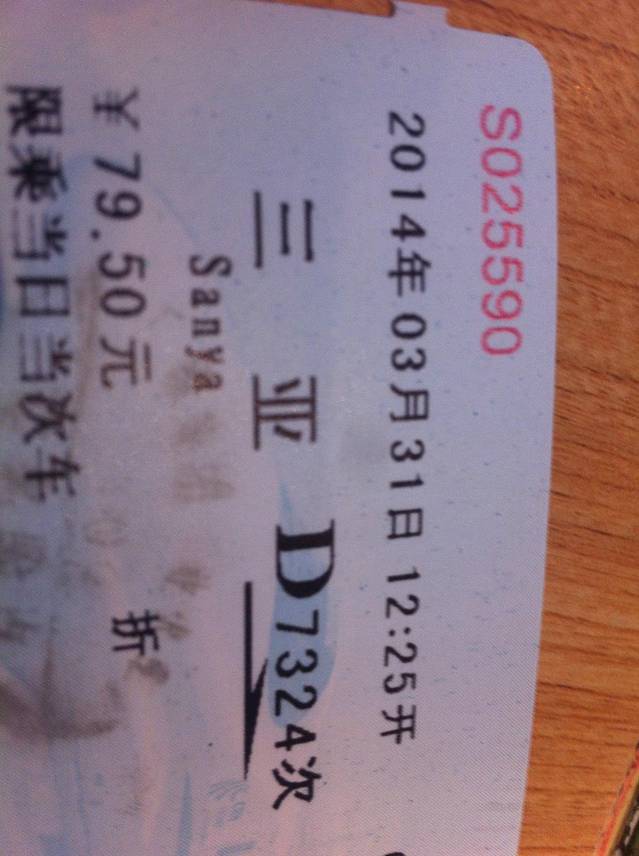 S025590
2014年03月31日 12:25开
三 亚 D7324次
Sanya
￥79.50元 折
限乘当日当次车